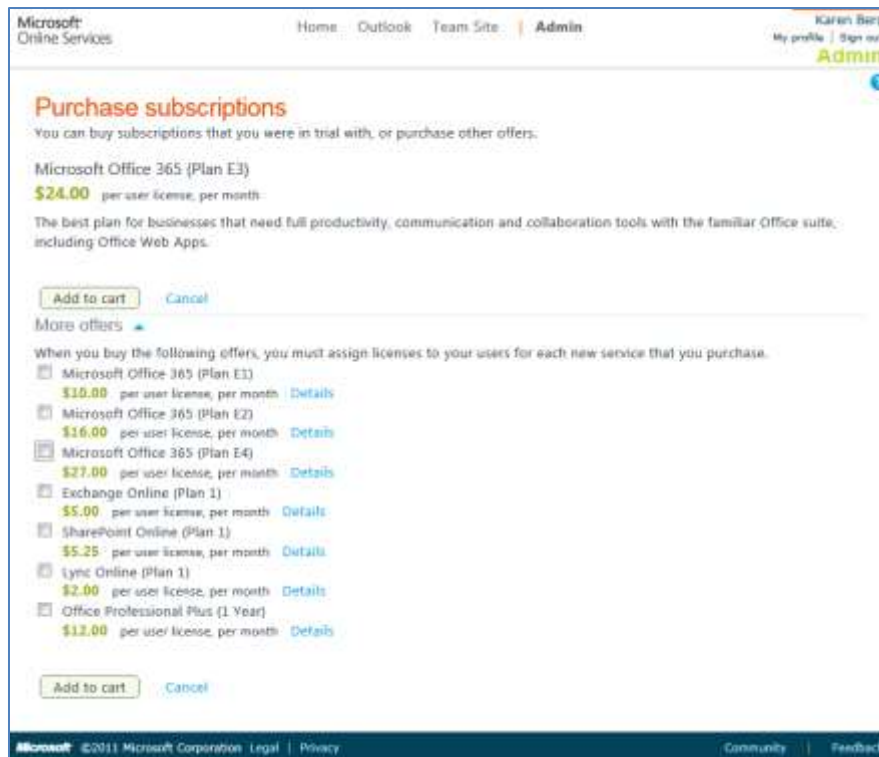 Microsoft
Online Services
Home Outlook Team Site | Admin
Karen Ber
My profile | Sign ou
Admin
Purchase subscriptions
You can buy subscriptions that you were in trial with, or purchase other offers.
Microsoft Office 365 (Plan E3)
$24.00 per user license, per month
The best plan for businesses that need full productivity, communication and collaboration tools with the familiar Office suite,
including Office Web Apps.
Add to cart Cancel
More offers
When you buy the following offers, you must assign licenses to your users for each new service that you purchase.
Microsoft Office 365 (Plan E1)
$10.00 per user license, per month Details
Microsoft Office 365 (Plan E2)
$16.00 per user license, per month Details
Microsoft Office 365 (Plan E4)
$27.00 per user license, per month Details
Exchange Online (Plan 1)
$5.00 per user license, per month Details
SharePoint Online (Plan 1)
$5.25 per user license, per month Details
Lync Online (Plan 1)
$2.00 per user license, per month Details
Office Professional Plus (1 Year)
$12.00 per user license, per month Details
Add to cart Cancel
Microsoft ©2011 Microsoft Corporation Legal | Privacy
Community | Feedback